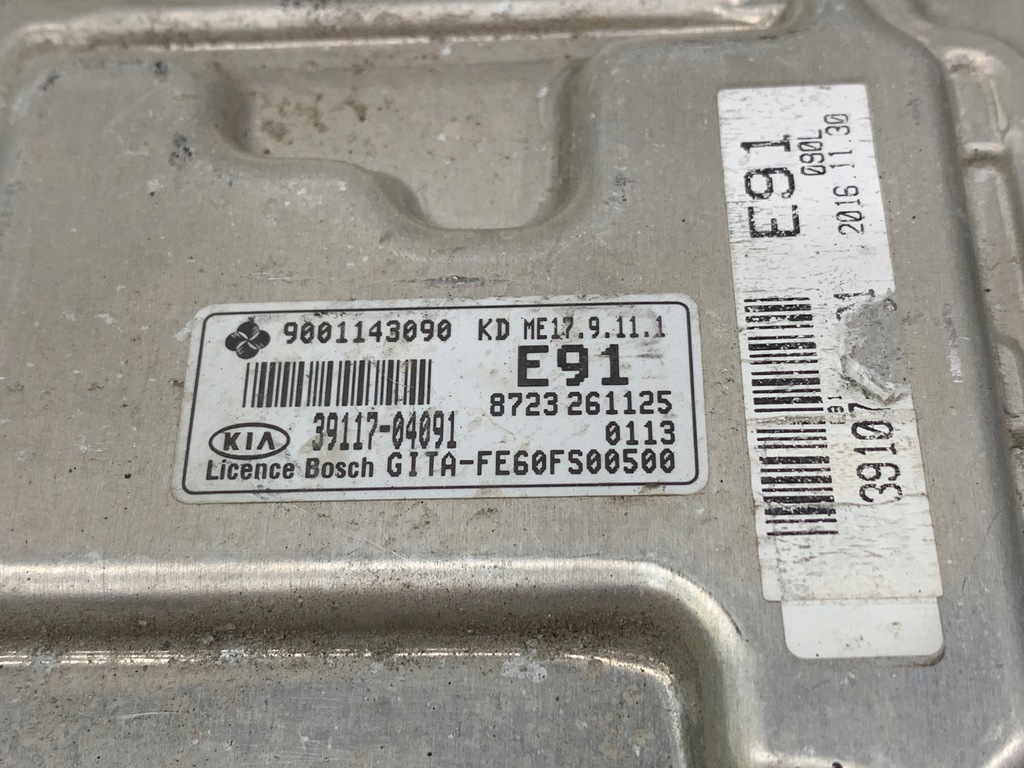 9001143090 KD ME17.9.11.1
E91
8723 261125
39117-04091 0113
KIA
Licence Bosch GITA-FE60FS00500
E91
090L
2016.11.30
39107